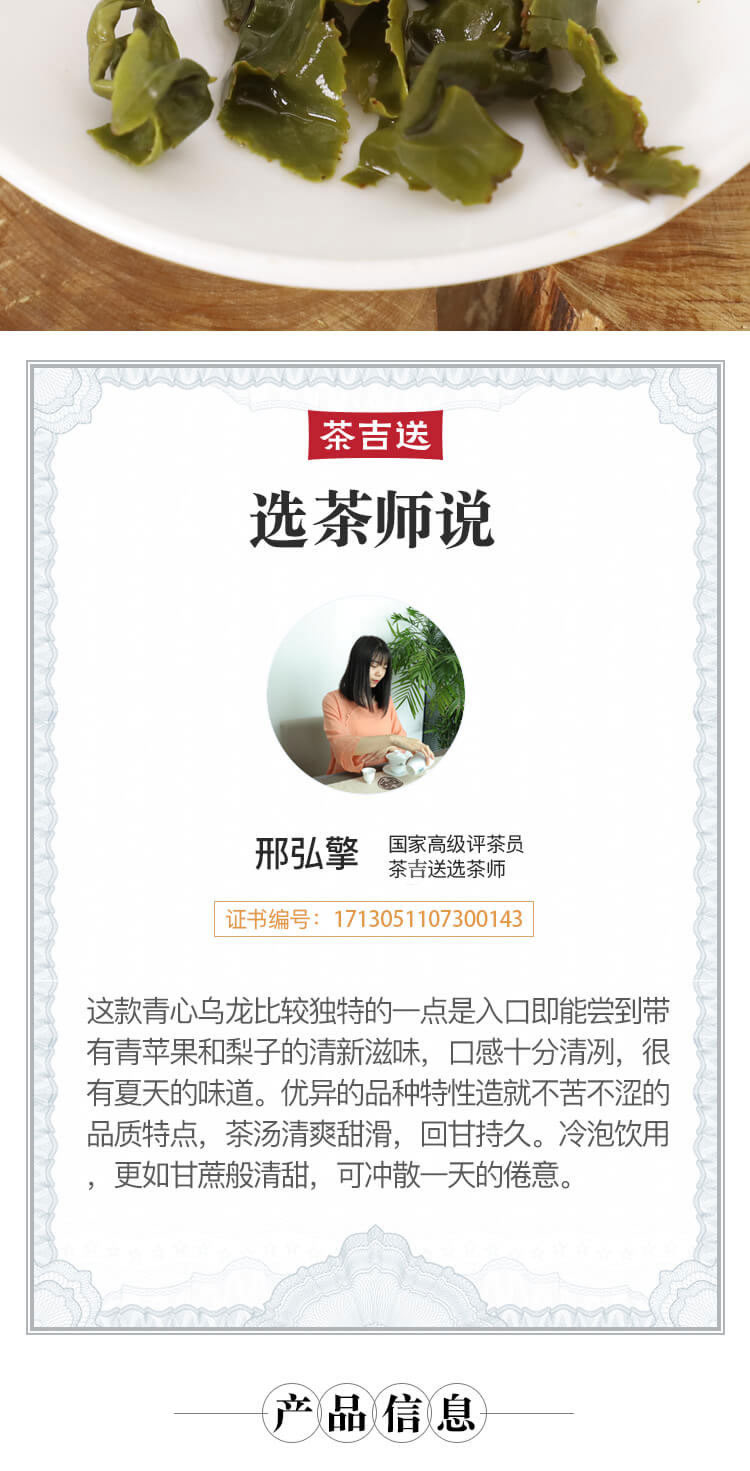 茶吉送
选茶师说
邢弘擎
国家高级评茶员
茶吉送选茶师
证书编号：1713051107300143
这款青心乌龙比较独特的一点是入口即能尝到带
有青苹果和梨子的清新滋味，口感十分清冽，很
有夏天的味道。优异的品种特性造就不苦不涩的
品质特点，茶汤清爽甜滑，回甘持久。冷泡饮用
，更如甘蔗般清甜，可冲散一天的倦意。
产品信息